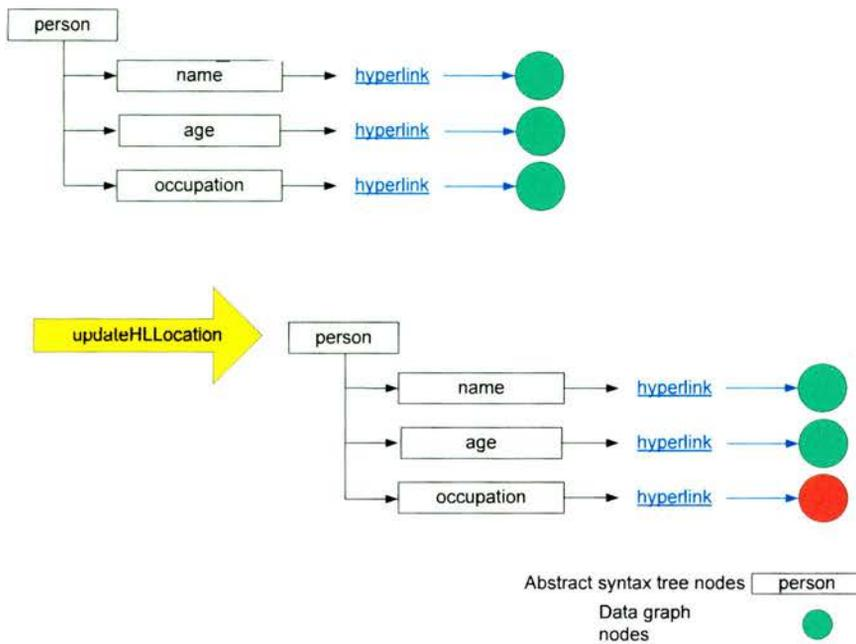 person
name hyperlink
age hyperlink
occupation hyperlink
updateHLLocation
person
name hyperlink
age hyperlink
occupation hyperlink
Abstract syntax tree nodes person
Data graph
nodes